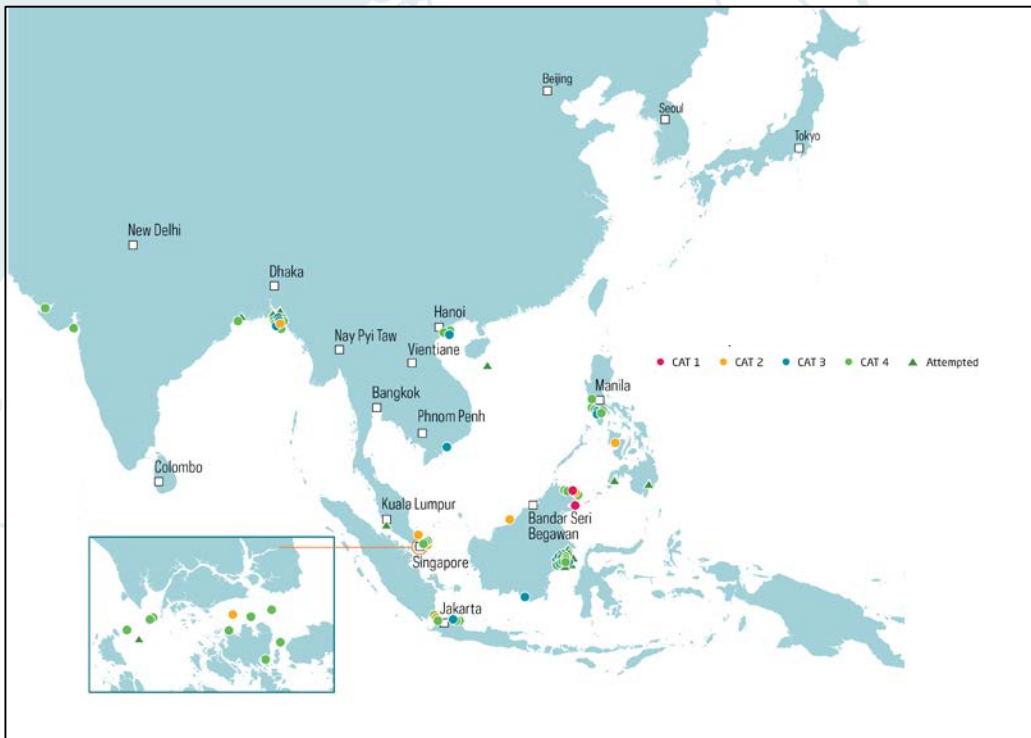 Beijing
Seoul
Tokyo
New Delhi
Dhaka
Hanoi
Nay Pyi Taw
Vientiane
CAT 1 CAT 2 CAT 3 CAT 4 Attempted
Manila
Bangkok
Phnom Penh
Colombo
Kuala Lumpur
Bandar Seri
Begawan
Singapore
Jakarta